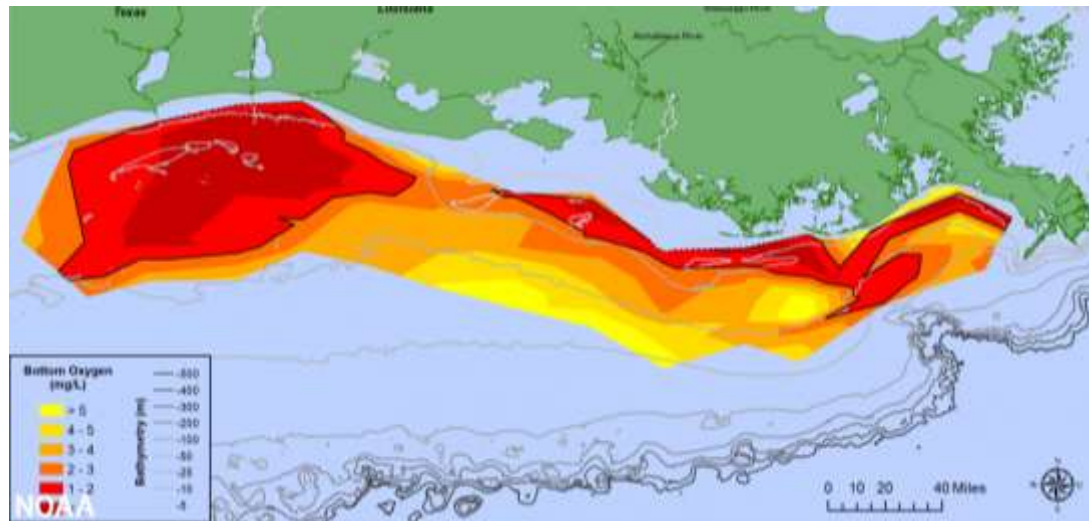 Texas
Louisiana
Atchafalaya River
Bottom Oxygen
(mg/L)
> 5
4 - 5
3 - 4
2 - 3
1 - 2
Bathymetry (m)
-500
-400
-300
-200
-100
-50
-20
-10
-5
NOAA
0 10 20 40 Miles